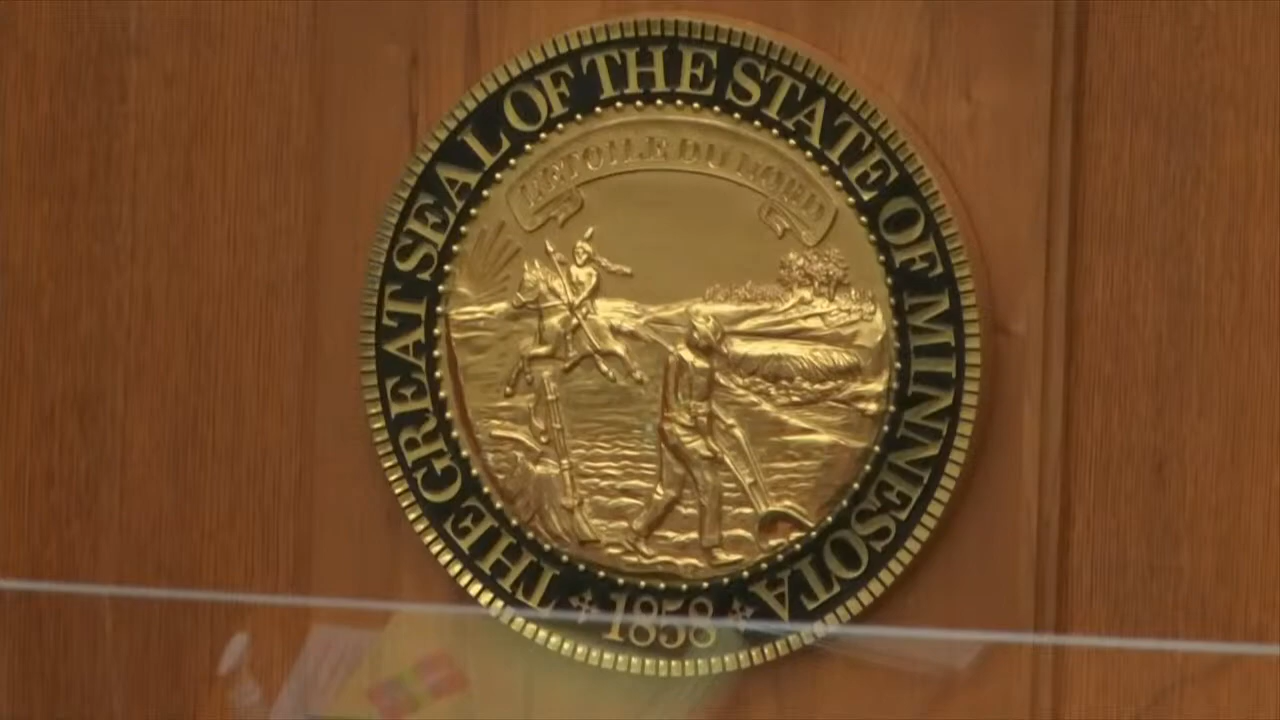 THE GREAT SEAL OF THE STATE OF MINNESOTA
L'ETOILE DU NORD
1858